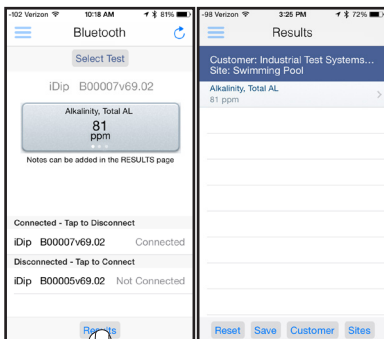 -102 Verizon 10:18 AM 81%
Bluetooth
Select Test
iDip B00007v69.02
Alkalinity, Total AL
81
ppm
Notes can be added in the RESULTS page
Connected - Tap to Disconnect
iDip B00007v69.02 Connected
Disconnected - Tap to Connect
iDip B00005v69.02 Not Connected
Results
-98 Verizon 3:25 PM 72%
Results
Customer: Industrial Test Systems...
Site: Swimming Pool
Alkalinity, Total AL
81 ppm
Reset Save Customer Sites